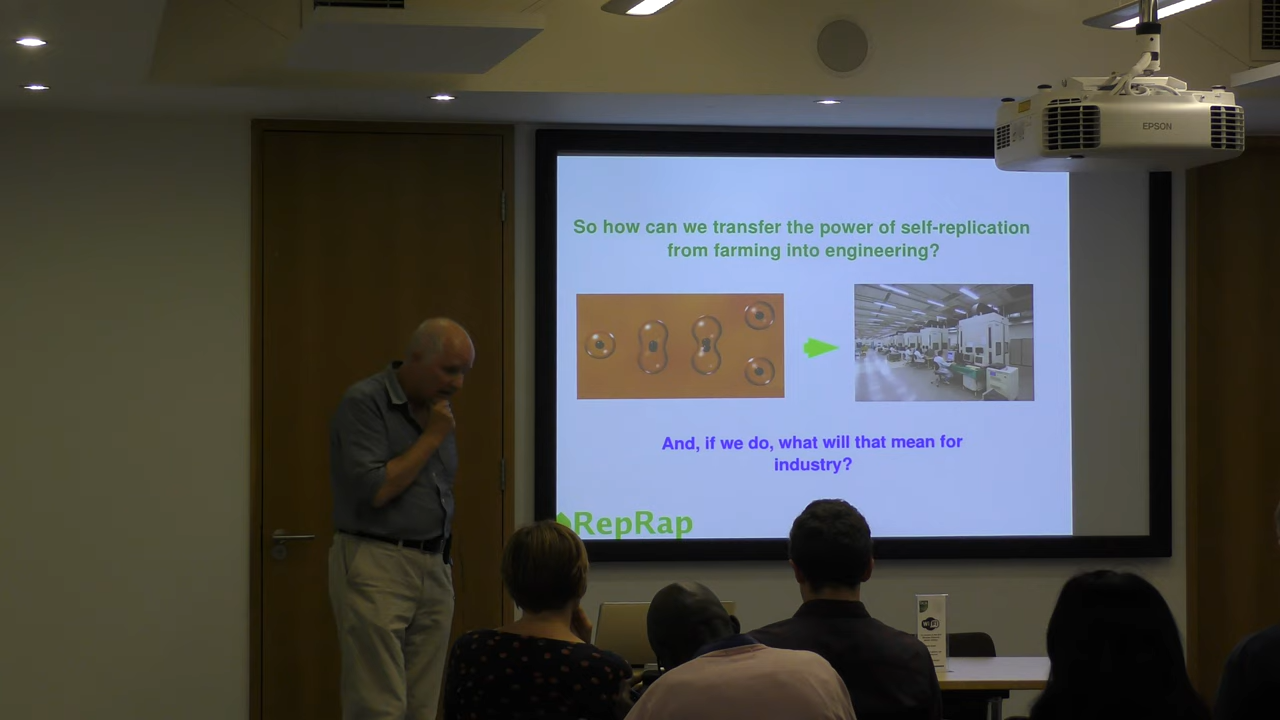 EPSON
So how can we transfer the power of self-replication
from farming into engineering?
And, if we do, what will that mean for
industry?
RepRap
WiFi